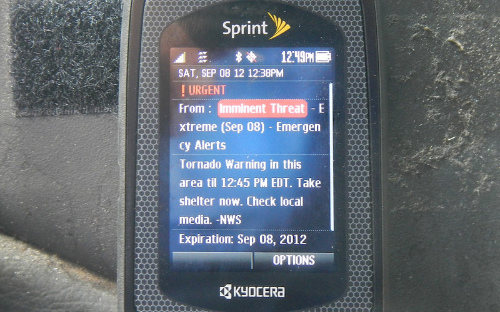 Sprint
12:49PM
SAT, SEP 08 12 12:38PM
! URGENT
From : Imminent Threat - E
xtreme (Sep 08) - Emergen
cy Alerts
Tornado Warning in this
area til 12:45 PM EDT. Take
shelter now. Check local
media. -NWS
Expiration: Sep 08, 2012
OPTIONS
KYOCERA